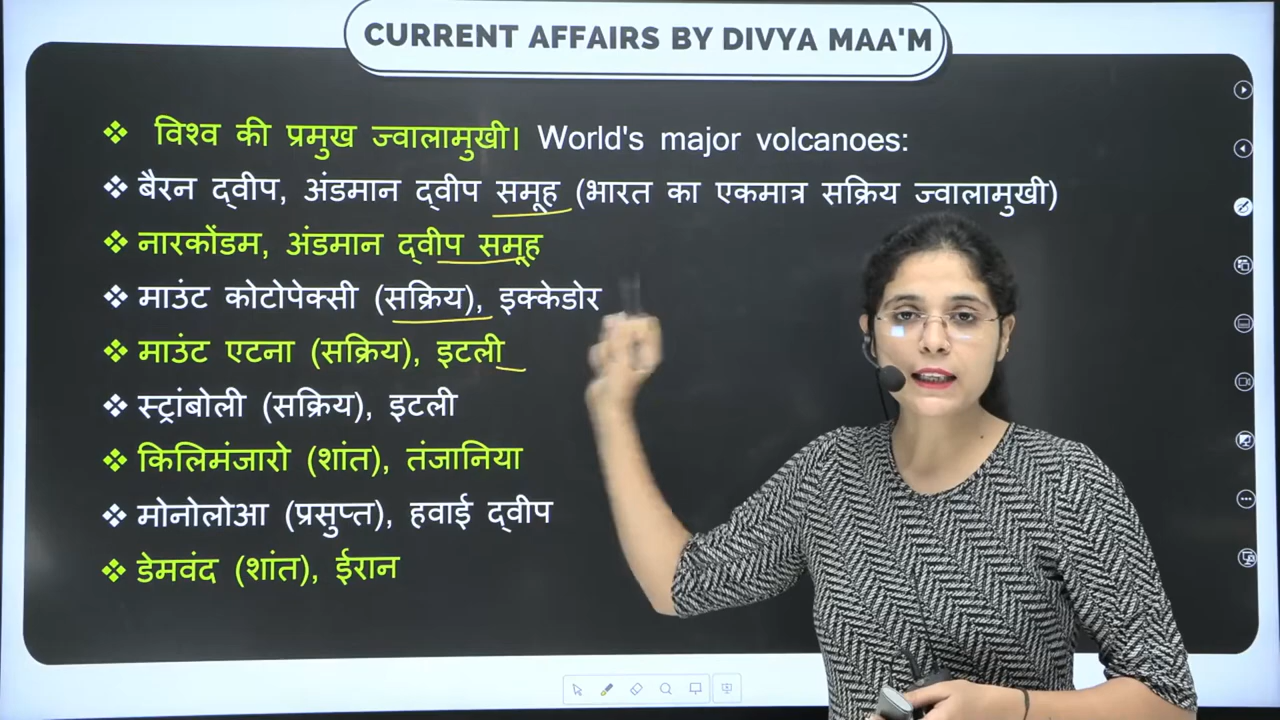 CURRENT AFFAIRS BY DIVYA MAA'M
❖ विश्व की प्रमुख ज्वालामुखी। World's major volcanoes:
❖ बैरन द्वीप, अंडमान द्वीप समूह (भारत का एकमात्र सक्रिय ज्वालामुखी)
❖ नारकोंडम, अंडमान द्वीप समूह
❖ माउंट कोटोपेक्सी (सक्रिय), इक्केडोर
❖ माउंट एटना (सक्रिय), इटली
❖ स्ट्रांबोली (सक्रिय), इटली
❖ किलिमंजारो (शांत), तंजानिया
❖ मोनोलोआ (प्रसुप्त), हवाई द्वीप
❖ डेमवंद (शांत), ईरान